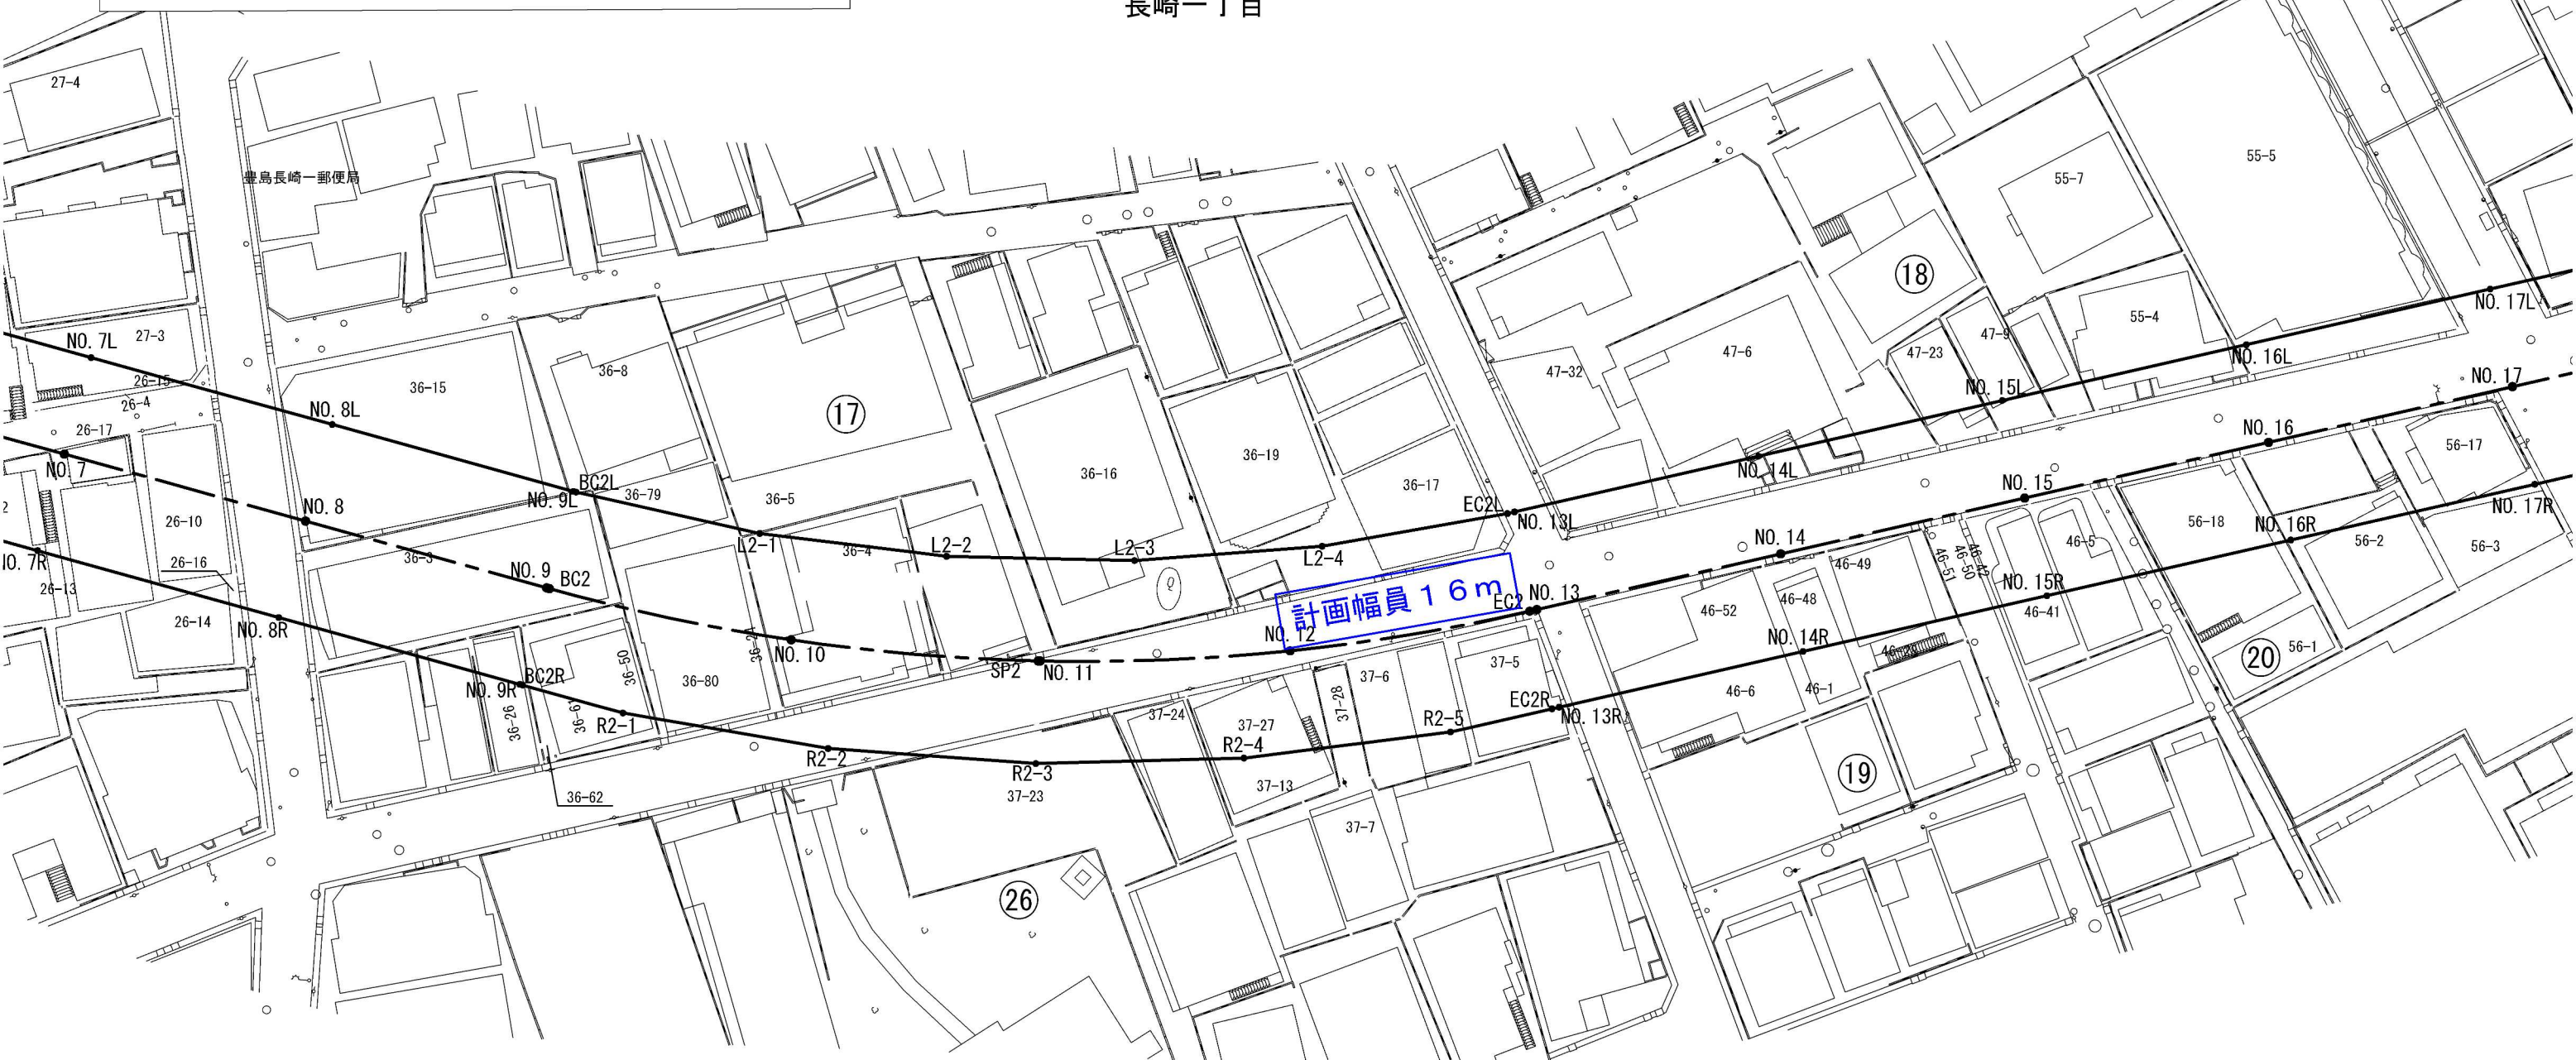 長崎一丁目
27-4
豊島長崎一郵便局
55-5
55-7
18
NO. 17L
27-3
NO. 7L
55-4
47-9
47-6
47-23
NO. 16L
47-32
36-8
26-15
36-15
NO. 15L
NO. 17
26-4
NO. 8L
17
26-17
NO. 16
56-17
36-19
NO. 7
36-16
NO. 14L
BC2L
36-17
NO. 9L
36-79
36-5
EC2L
NO. 15
NO. 17R
NO. 8
NO. 13L
26-10
56-18
NO. 16R
L2-1
36-4
L2-2
L2-3
L2-4
NO. 14
46-5
56-2
56-3
36-3
26-16
46-42
46-50
46-51
46-49
NO. 9
BC2
NO. 15R
26-13
計画幅員16m
EC2
NO. 13
46-48
46-52
46-41
26-14
NO. 8R
NO. 12
NO. 14R
36-24
NO. 10
56-1
20
SP2
NO. 11
37-5
36-50
36-80
37-6
BC2R
NO. 9R
46-6
46-1
37-28
EC2R
37-24
NO. 13R
36-26
R2-1
37-27
R2-5
R2-4
R2-2
R2-3
19
37-13
36-62
37-23
37-7
26